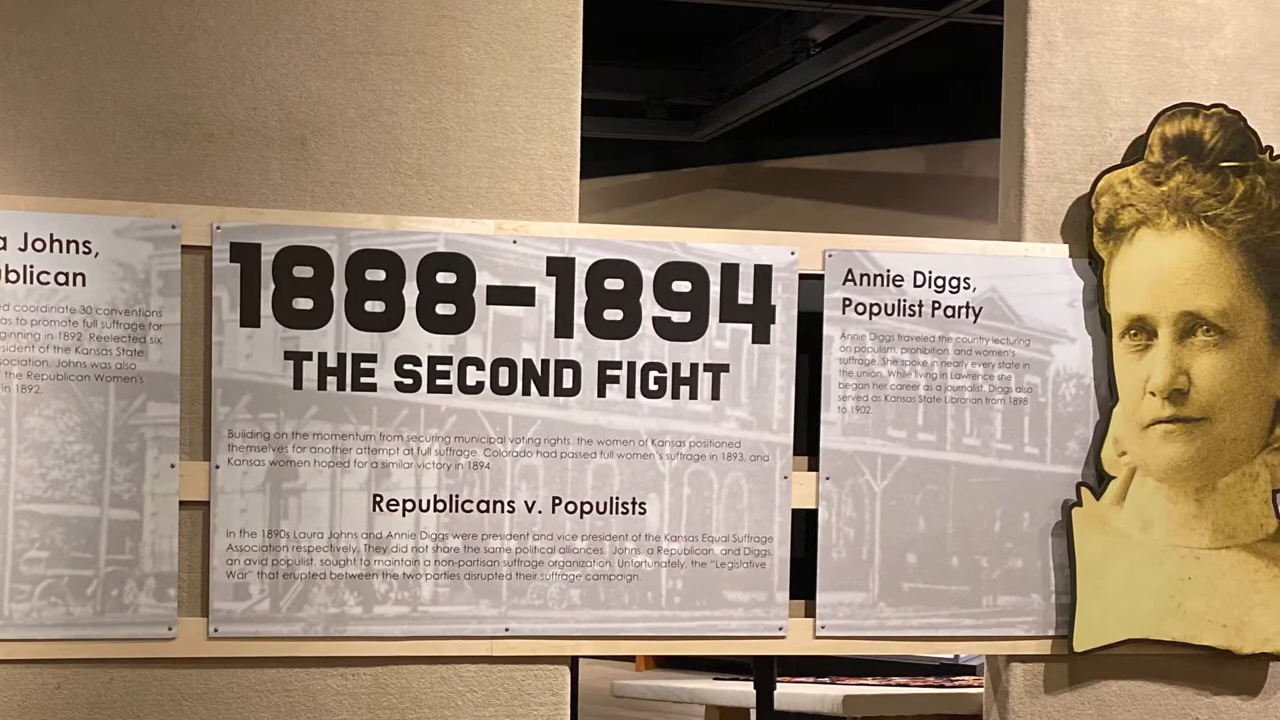 a Johns,
ublican
ed coordinate 30 conventions
as to promote full suffrage for
ginning in 1892. Reelected six
sident of the Kansas State
sociation, Johns was also
the Republican Women's
in 1892.
1888-1894
THE SECOND FIGHT
Building on the momentum from securing municipal voting rights, the women of Kansas positioned
themselves for another attempt at full suffrage. Colorado had passed full women's suffrage in 1893, and
Kansas women hoped for a similar victory in 1894.
Republicans v. Populists
In the 1890s Laura Johns and Annie Diggs were president and vice president of the Kansas Equal Suffrage
Association respectively. They did not share the same political alliances. Johns, a Republican, and Diggs,
an avid populist, sought to maintain a non-partisan suffrage organization. Unfortunately, the "Legislative
War" that erupted between the two parties disrupted their suffrage campaign.
Annie Diggs,
Populist Party
Annie Diggs traveled the country lecturing
on populism, prohibition, and women's
suffrage. She spoke in nearly every state in
the union. While living in Lawrence she
began her career as a journalist. Diggs also
served as Kansas State Librarian from 1898
to 1902.